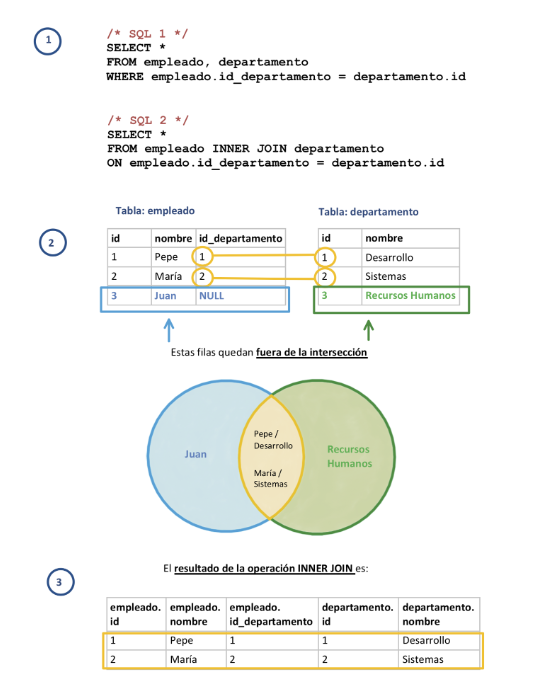 1
/* SQL 1 */
SELECT *
FROM empleado, departamento
WHERE empleado.id_departamento = departamento.id
/* SQL 2 */
SELECT *
FROM empleado INNER JOIN departamento
ON empleado.id_departamento = departamento.id
2
Tabla: empleado
id nombre id_departamento
1 Pepe 1
2 María 2
3 Juan NULL
Tabla: departamento
id nombre
1 Desarrollo
2 Sistemas
3 Recursos Humanos
Estas filas quedan fuera de la intersección
Juan
Pepe /
Desarrollo
María /
Sistemas
Recursos
Humanos
3
El resultado de la operación INNER JOIN es:
empleado. empleado. empleado. departamento. departamento.
id nombre id_departamento id nombre
1 Pepe 1 1 Desarrollo
2 María 2 2 Sistemas